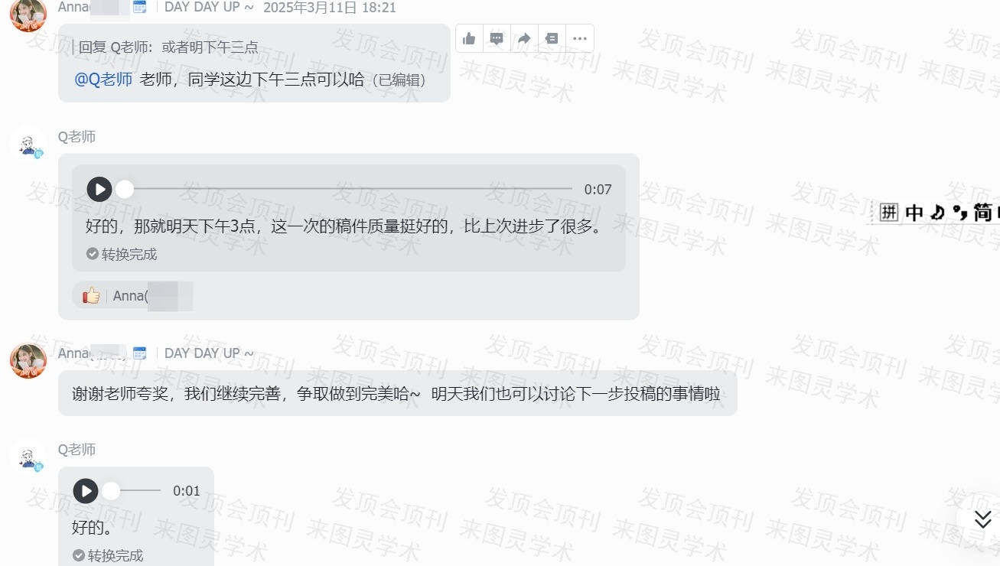 Anna
DAY DAY UP ~ 2025年3月11日 18:21
回复 Q老师：或者明下午三点
@Q老师 老师，同学这边下午三点可以哈（已编辑）
Q老师
0:07
好的，那就明天下午3点，这一次的稿件质量挺好的，比上次进步了很多。
转换完成
Anna(
拼 中 简
Anna(
DAY DAY UP ~
谢谢老师夸奖，我们继续完善，争取做到完美哈~ 明天我们也可以讨论下一步投稿的事情啦
Q老师
0:01
好的。
转换完成
发顶会顶刊
来图灵学术